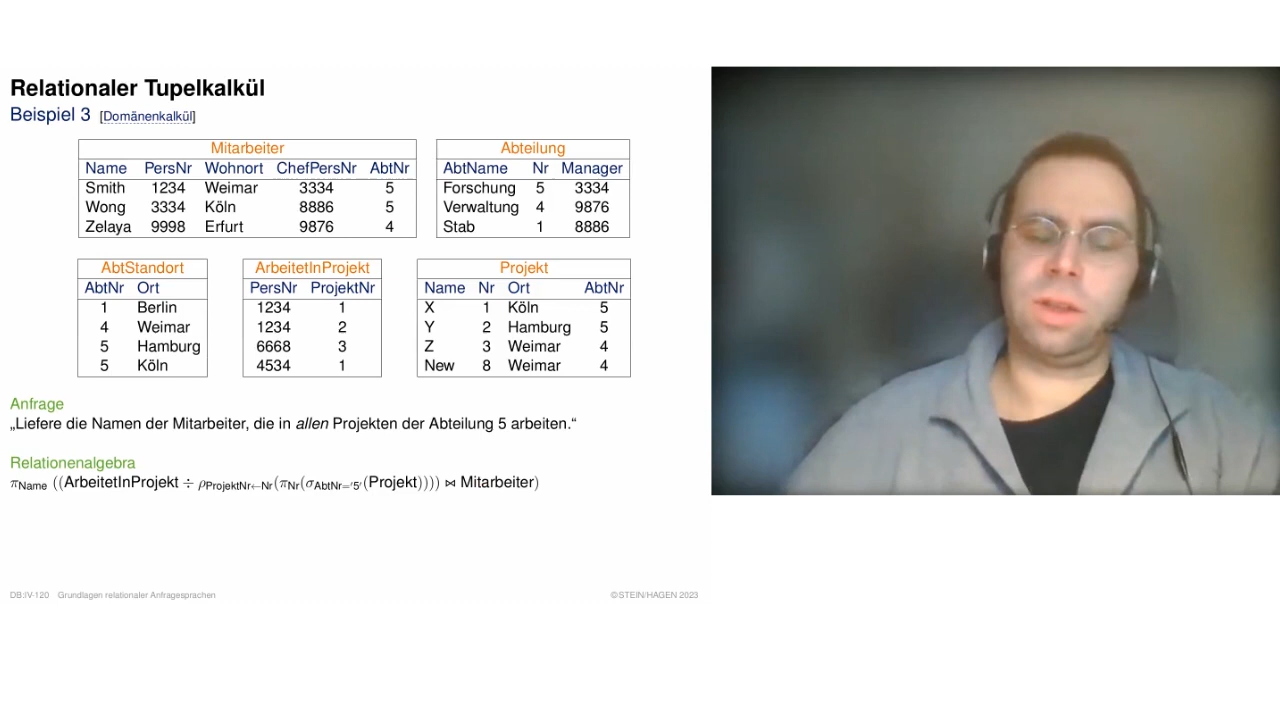 Relationaler Tupelkalkül
Beispiel 3 [Domänenkalkül]
Mitarbeiter
Name PersNr Wohnort ChefPersNr AbtNr
Smith 1234 Weimar 3334 5
Wong 3334 Köln 8886 5
Zelaya 9998 Erfurt 9876 4
Abteilung
AbtName Nr Manager
Forschung 5 3334
Verwaltung 4 9876
Stab 1 8886
AbtStandort
AbtNr Ort
1 Berlin
4 Weimar
5 Hamburg
5 Köln
ArbeitetInProjekt
PersNr ProjektNr
1234 1
1234 2
6668 3
4534 1
Projekt
Name Nr Ort AbtNr
X 1 Köln 5
Y 2 Hamburg 5
Z 3 Weimar 4
New 8 Weimar 4
Anfrage
„Liefere die Namen der Mitarbeiter, die in allen Projekten der Abteilung 5 arbeiten.“
Relationenalgebra
πName ((ArbeitetInProjekt ÷ ρProjektNr←Nr(πNr(σAbtNr='5'(Projekt)))) ⋈ Mitarbeiter)
DB:IV-120 Grundlagen relationaler Anfragesprachen
©STEIN/HAGEN 2023